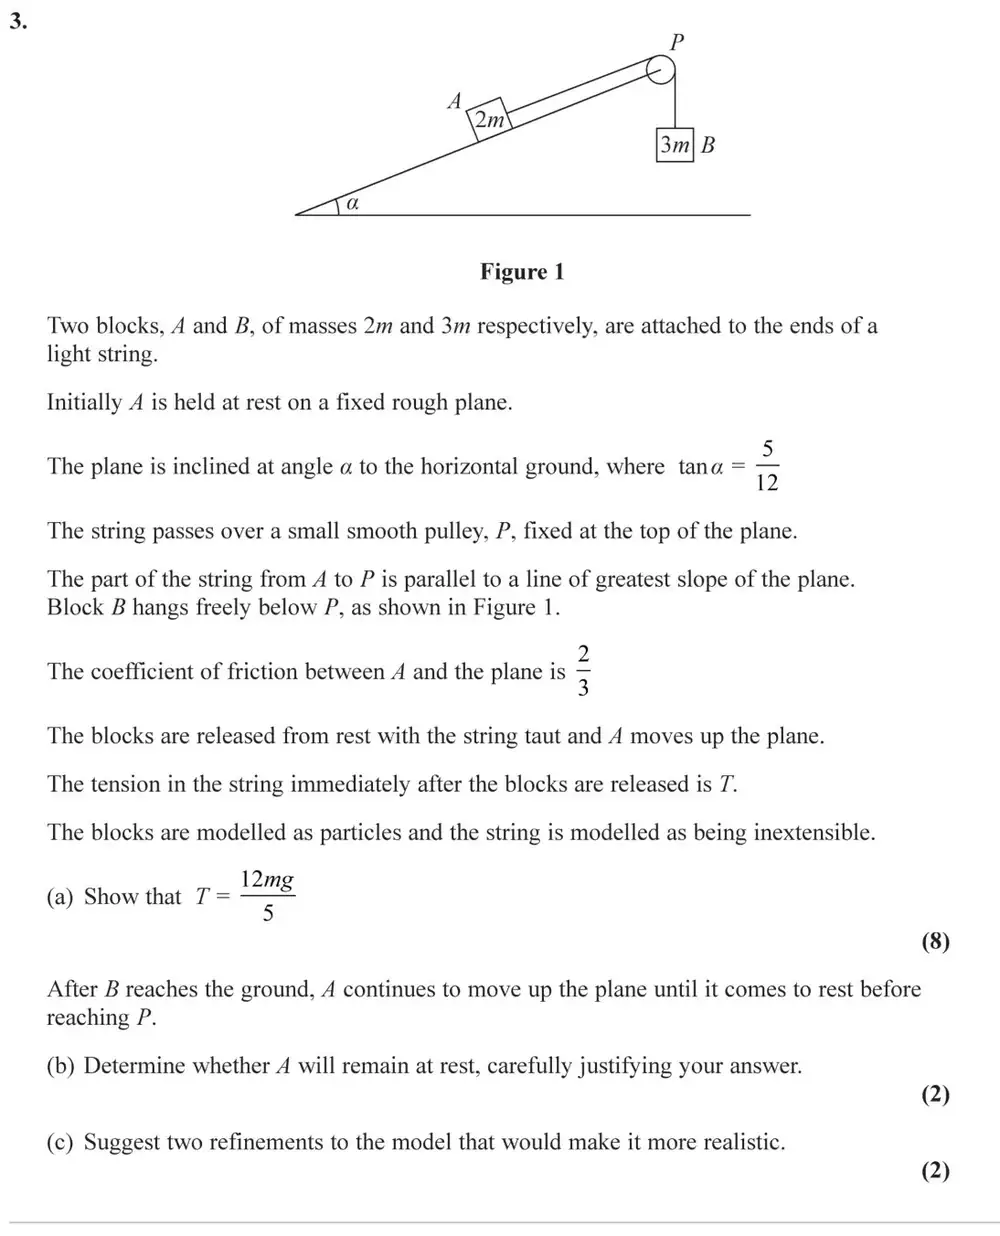 3.
P
A
2m
3m B
α
Figure 1
Two blocks, A and B, of masses 2m and 3m respectively, are attached to the ends of a
light string.
Initially A is held at rest on a fixed rough plane.
The plane is inclined at angle α to the horizontal ground, where tan α = 5/12
The string passes over a small smooth pulley, P, fixed at the top of the plane.
The part of the string from A to P is parallel to a line of greatest slope of the plane.
Block B hangs freely below P, as shown in Figure 1.
The coefficient of friction between A and the plane is 2/3
The blocks are released from rest with the string taut and A moves up the plane.
The tension in the string immediately after the blocks are released is T.
The blocks are modelled as particles and the string is modelled as being inextensible.
(a) Show that T = 12mg/5
(8)
After B reaches the ground, A continues to move up the plane until it comes to rest before
reaching P.
(b) Determine whether A will remain at rest, carefully justifying your answer.
(2)
(c) Suggest two refinements to the model that would make it more realistic.
(2)